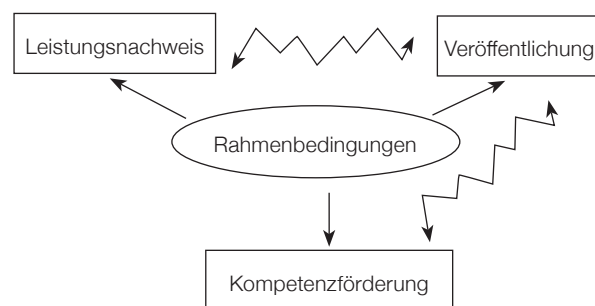 Leistungsnachweis
Veröffentlichung
Rahmenbedingungen
Kompetenzförderung